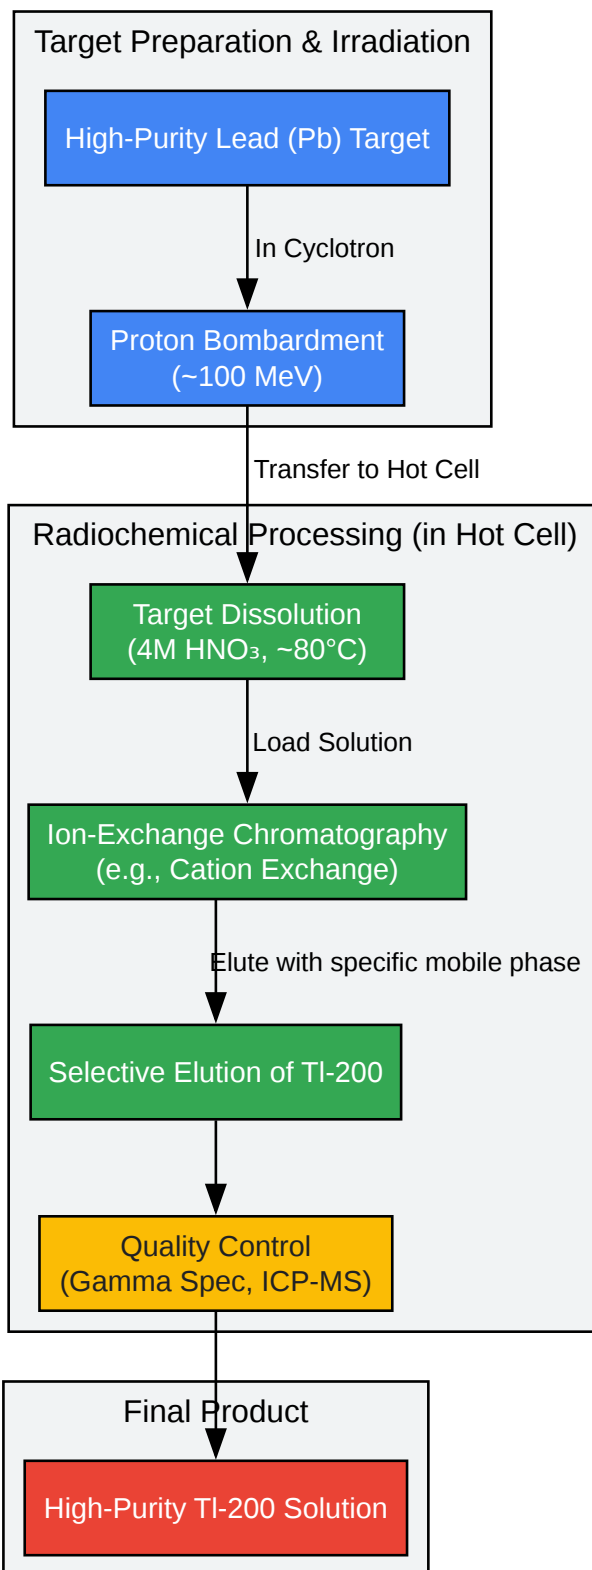 Target Preparation & Irradiation
High-Purity Lead (Pb) Target
In Cyclotron
Proton Bombardment
(~100 MeV)
Transfer to Hot Cell
Radiochemical Processing (in Hot Cell)
Target Dissolution
(4M HNO₃, ~80°C)
Load Solution
Ion-Exchange Chromatography
(e.g., Cation Exchange)
Elute with specific mobile phase
Selective Elution of Tl-200
Quality Control
(Gamma Spec, ICP-MS)
Final Product
High-Purity Tl-200 Solution